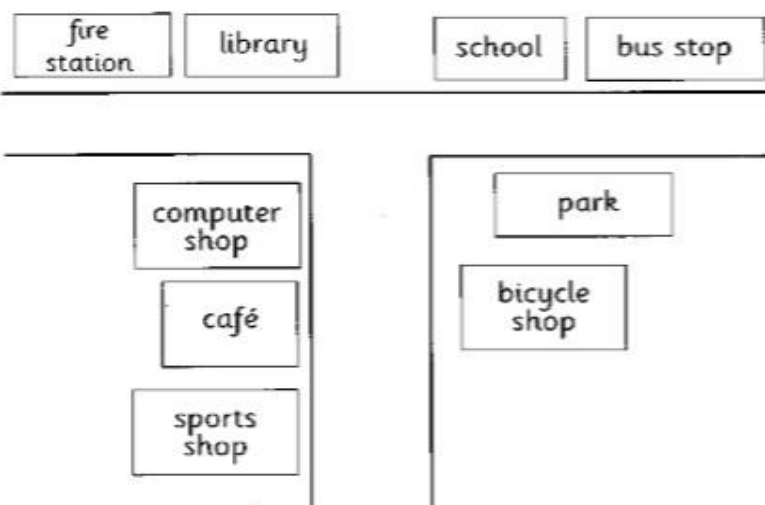 fire
station
library
school
bus stop
computer
shop
park
café
bicycle
shop
sports
shop